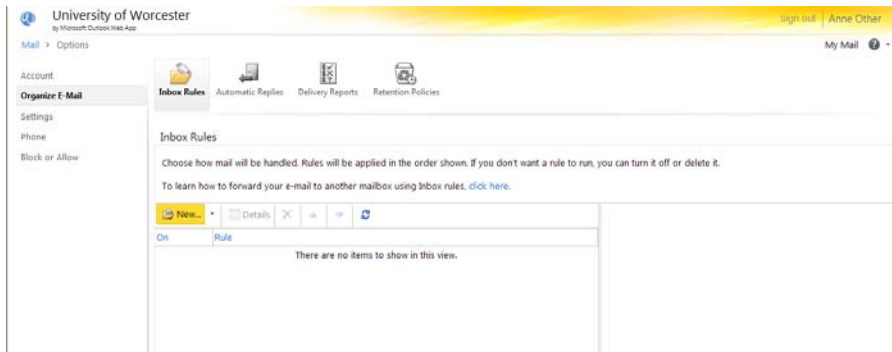 University of Worcester
by Microsoft Outlook Web App
sign out | Anne Other
Mail > Options
My Mail
Account
Organize E-Mail
Settings
Phone
Block or Allow
Inbox Rules Automatic Replies Delivery Reports Retention Policies
Inbox Rules
Choose how mail will be handled. Rules will be applied in the order shown. If you don't want a rule to run, you can turn it off or delete it.
To learn how to forward your e-mail to another mailbox using Inbox rules, click here.
New... Details
On Rule
There are no items to show in this view.